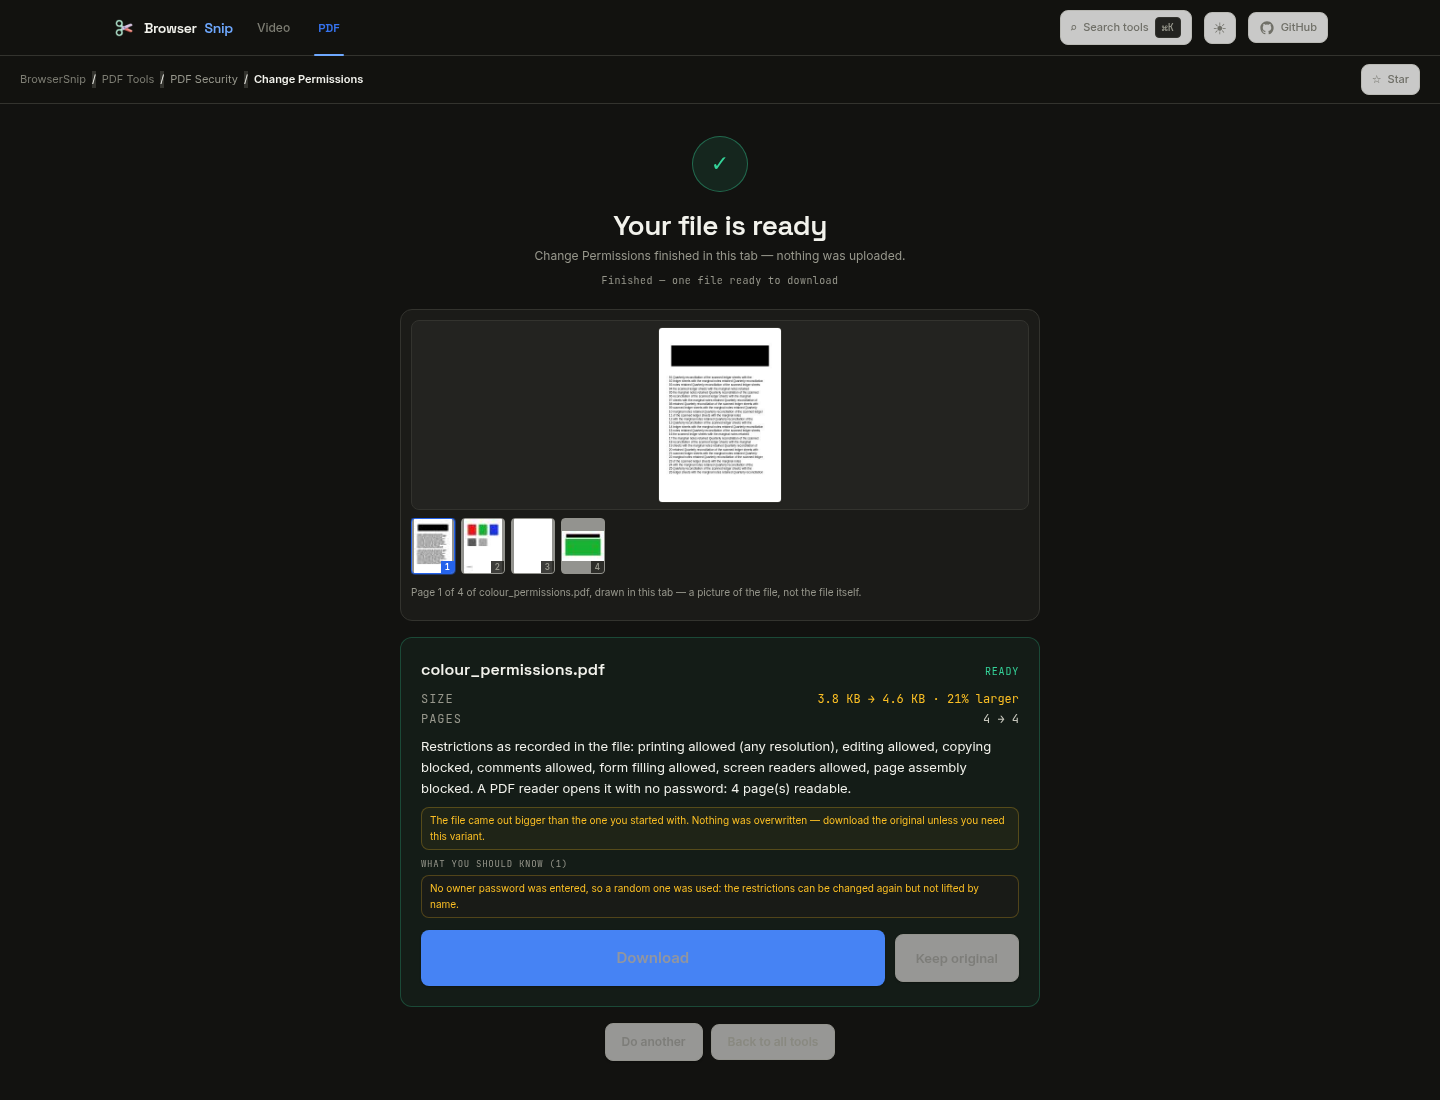 Browser Snip Video PDF Search tools ⌘K GitHub
BrowserSnip / PDF Tools / PDF Security / Change Permissions ☆ Star
✓
Your file is ready
Change Permissions finished in this tab — nothing was uploaded.
Finished — one file ready to download
1 2 3 4
Page 1 of 4 of colour_permissions.pdf, drawn in this tab — a picture of the file, not the file itself.
colour_permissions.pdf READY
SIZE 3.8 KB → 4.6 KB · 21% larger
PAGES 4 → 4
Restrictions as recorded in the file: printing allowed (any resolution), editing allowed, copying
blocked, comments allowed, form filling allowed, screen readers allowed, page assembly
blocked. A PDF reader opens it with no password: 4 page(s) readable.
The file came out bigger than the one you started with. Nothing was overwritten — download the original unless you need
this variant.
WHAT YOU SHOULD KNOW (1)
No owner password was entered, so a random one was used: the restrictions can be changed again but not lifted by
name.
Download Keep original
Do another Back to all tools